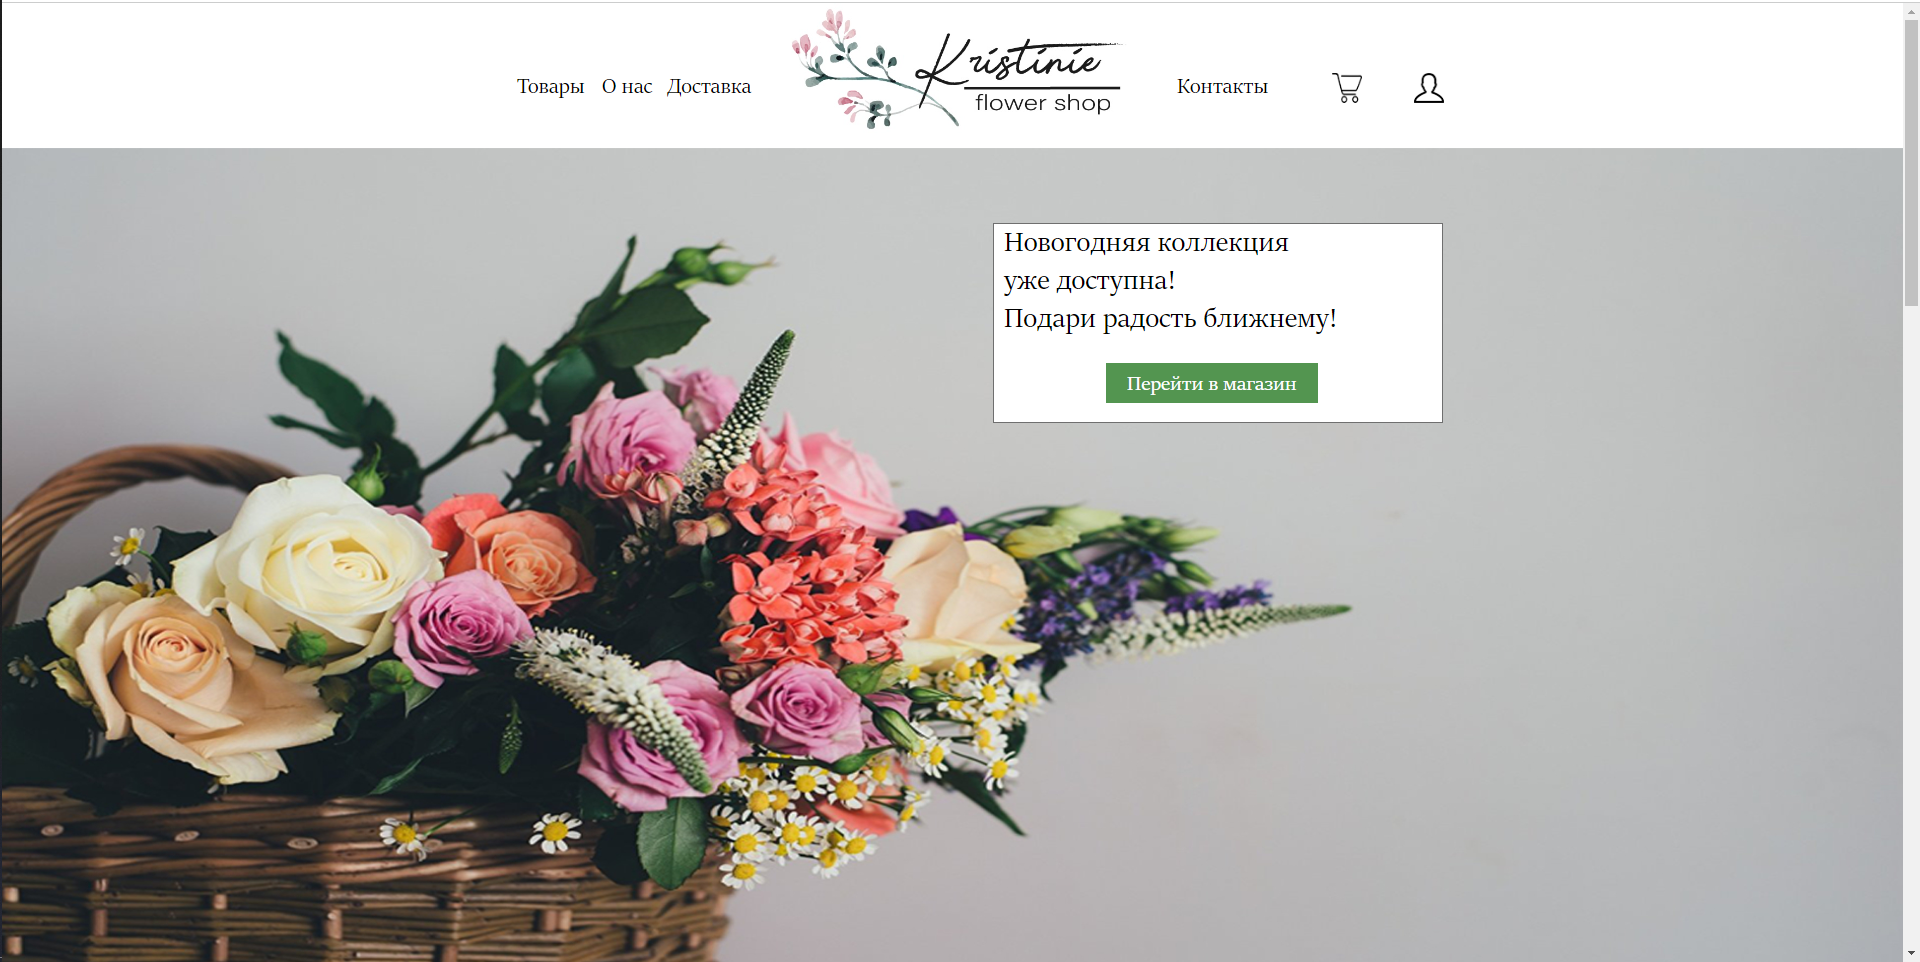 Товары О нас Доставка
Kristinie
flower shop
Контакты
Новогодняя коллекция
уже доступна!
Подари радость ближнему!
Перейти в магазин